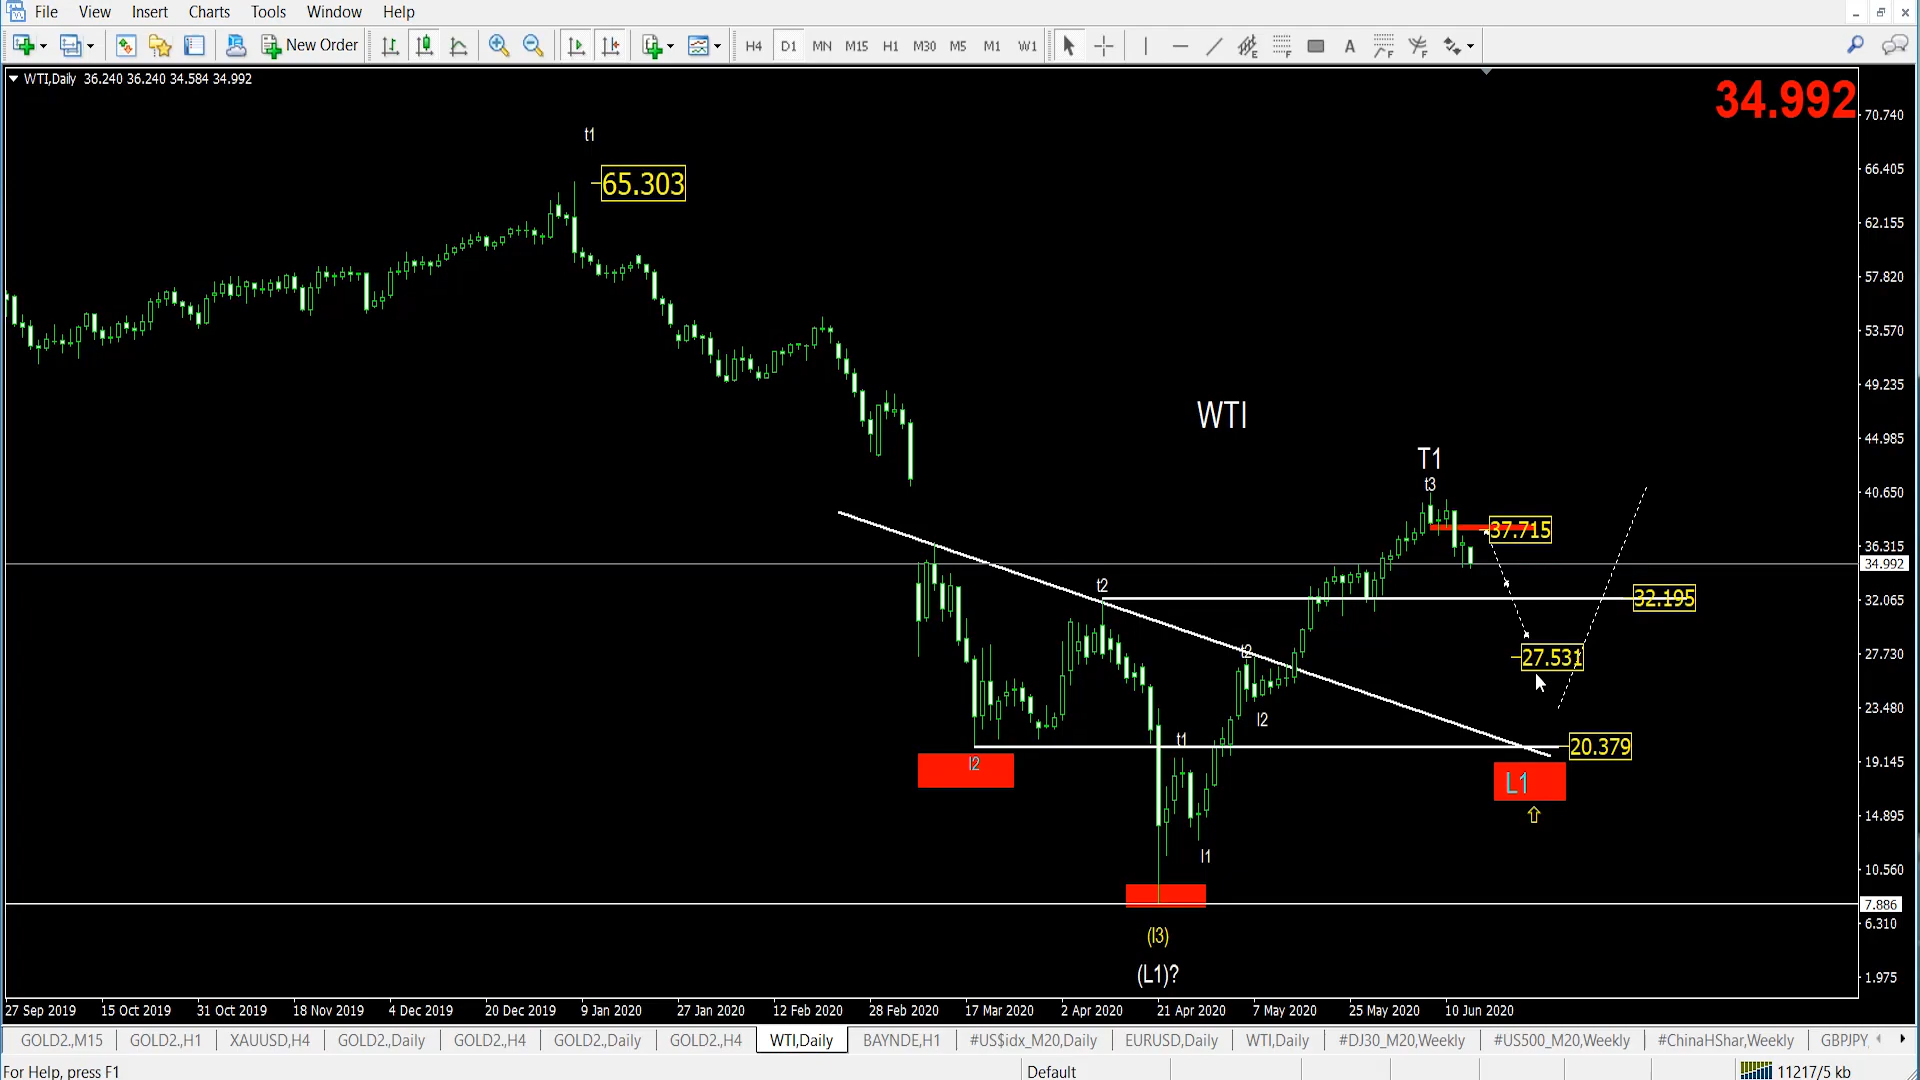 File View Insert Charts Tools Window Help
New Order H4 D1 MN M15 H1 M30 M5 M1 W1 A
WTI,Daily 36.240 36.240 34.584 34.992
34.992
70.740
t1
66.405
65.303
62.155
57.820
53.570
49.235
WTI
44.985
T1
t3
40.650
37.715
36.315
34.992
t2
32.195
32.065
27.531
27.730
l2
23.480
t1
20.379
l2
19.145
L1
14.895
l1
10.560
7.886
6.310
(l3)
(L1)?
1.975
27 Sep 2019 15 Oct 2019 31 Oct 2019 18 Nov 2019 4 Dec 2019 20 Dec 2019 9 Jan 2020 27 Jan 2020 12 Feb 2020 28 Feb 2020 17 Mar 2020 2 Apr 2020 21 Apr 2020 7 May 2020 25 May 2020 10 Jun 2020
GOLD2.,M15 GOLD2.,H1 XAUUSD,H4 GOLD2.,Daily GOLD2.,H4 GOLD2.,Daily GOLD2.,H4 WTI,Daily BAYNDE,H1 #US$idx_M20,Daily EURUSD,Daily WTI,Daily #DJ30_M20,Weekly #US500_M20,Weekly #ChinaHShar,Weekly GBPJPY,
For Help, press F1 Default 11217/5 kb